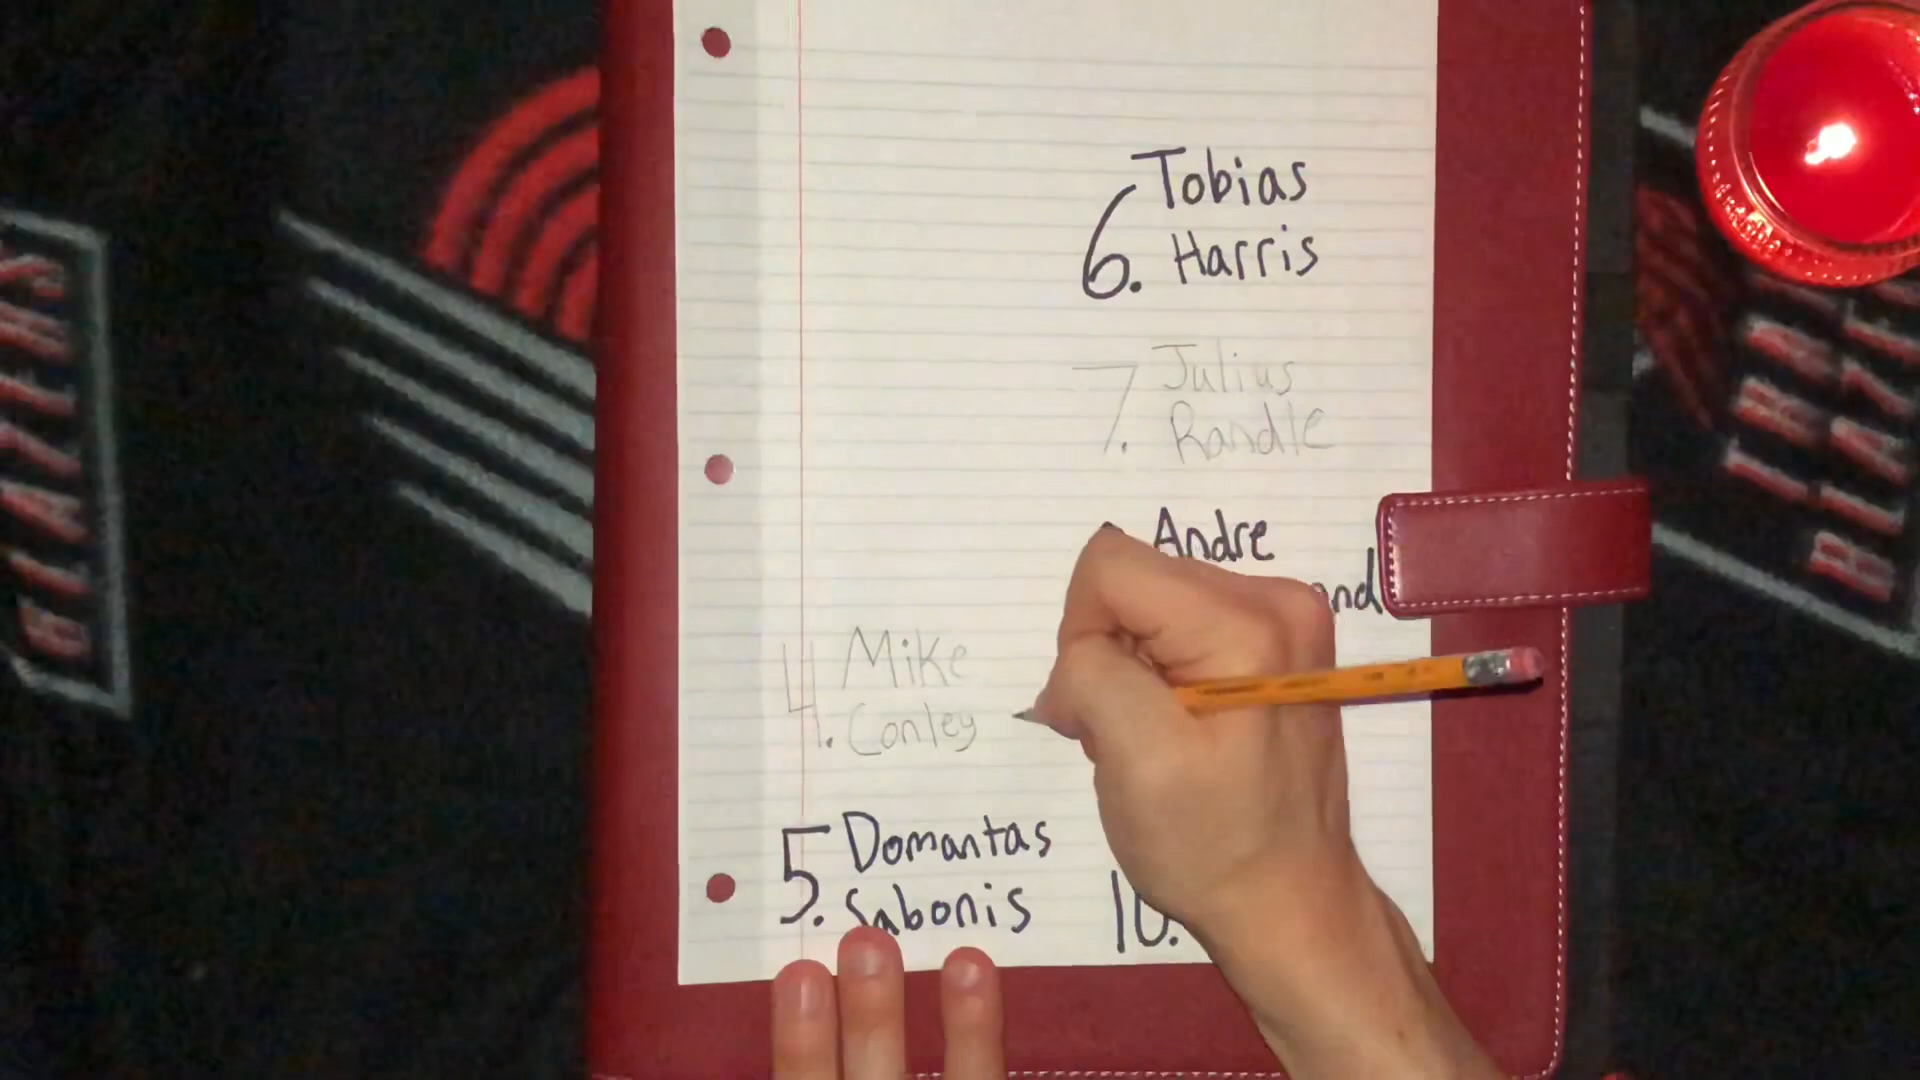 4. Mike
Conley
5. Domantas
Sabonis
6. Tobias
Harris
7. Julius
Randle
Andre
10.